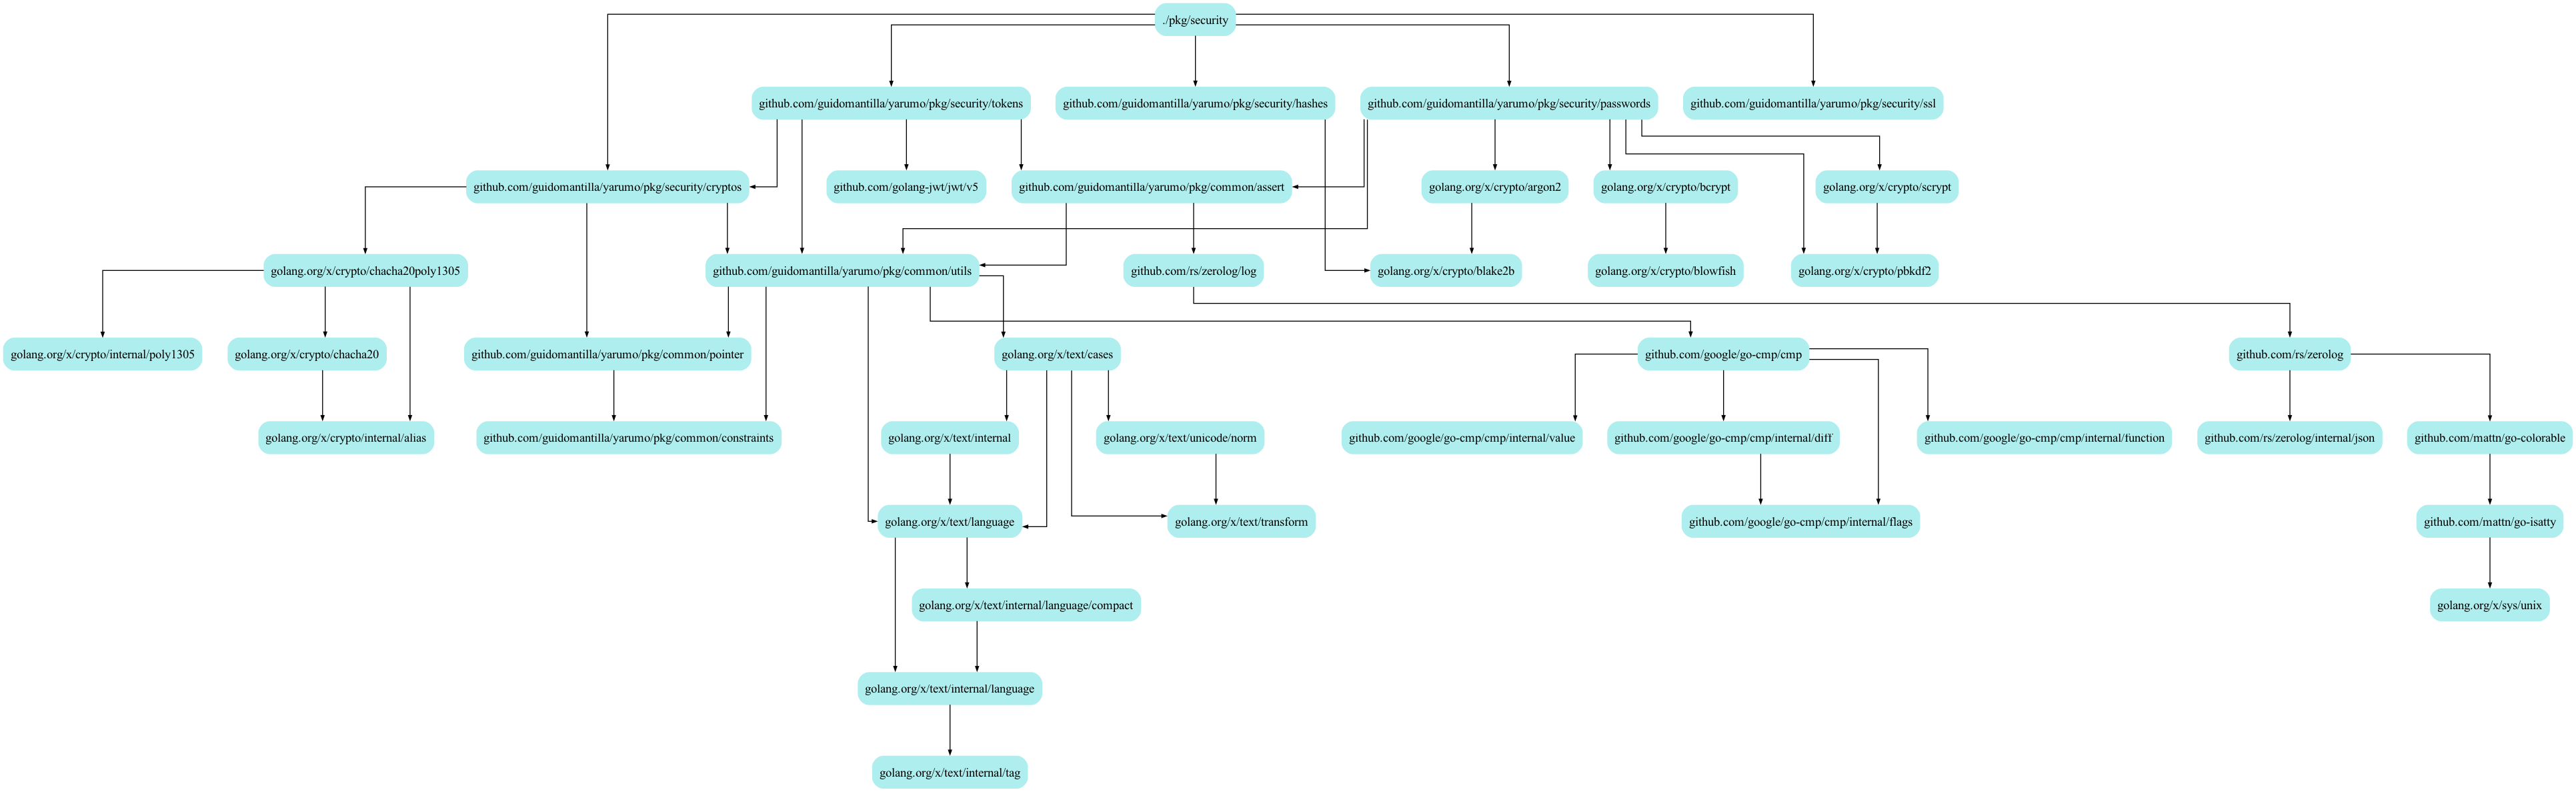 ./pkg/security
github.com/guidomantilla/yarumo/pkg/security/tokens
github.com/guidomantilla/yarumo/pkg/security/hashes
github.com/guidomantilla/yarumo/pkg/security/passwords
github.com/guidomantilla/yarumo/pkg/security/ssl
github.com/guidomantilla/yarumo/pkg/security/cryptos
github.com/golang-jwt/jwt/v5
github.com/guidomantilla/yarumo/pkg/common/assert
golang.org/x/crypto/argon2
golang.org/x/crypto/bcrypt
golang.org/x/crypto/scrypt
golang.org/x/crypto/chacha20poly1305
github.com/guidomantilla/yarumo/pkg/common/utils
github.com/rs/zerolog/log
golang.org/x/crypto/blake2b
golang.org/x/crypto/blowfish
golang.org/x/crypto/pbkdf2
golang.org/x/crypto/internal/poly1305
golang.org/x/crypto/chacha20
github.com/guidomantilla/yarumo/pkg/common/pointer
golang.org/x/text/cases
github.com/google/go-cmp/cmp
github.com/rs/zerolog
golang.org/x/crypto/internal/alias
github.com/guidomantilla/yarumo/pkg/common/constraints
golang.org/x/text/internal
golang.org/x/text/unicode/norm
github.com/google/go-cmp/cmp/internal/value
github.com/google/go-cmp/cmp/internal/diff
github.com/google/go-cmp/cmp/internal/function
github.com/rs/zerolog/internal/json
github.com/mattn/go-colorable
golang.org/x/text/language
golang.org/x/text/transform
github.com/google/go-cmp/cmp/internal/flags
github.com/mattn/go-isatty
golang.org/x/text/internal/language/compact
golang.org/x/sys/unix
golang.org/x/text/internal/language
golang.org/x/text/internal/tag